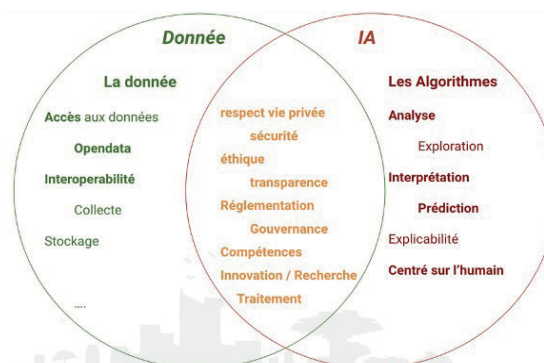 Donnée
IA
La donnée
Accès aux données
Opendata
Interoperabilité
Collecte
Stockage
....
respect vie privée
sécurité
éthique
transparence
Réglementation
Gouvernance
Compétences
Innovation / Recherche
Traitement
Les Algorithmes
Analyse
Exploration
Interprétation
Prédiction
Explicabilité
Centré sur l'humain